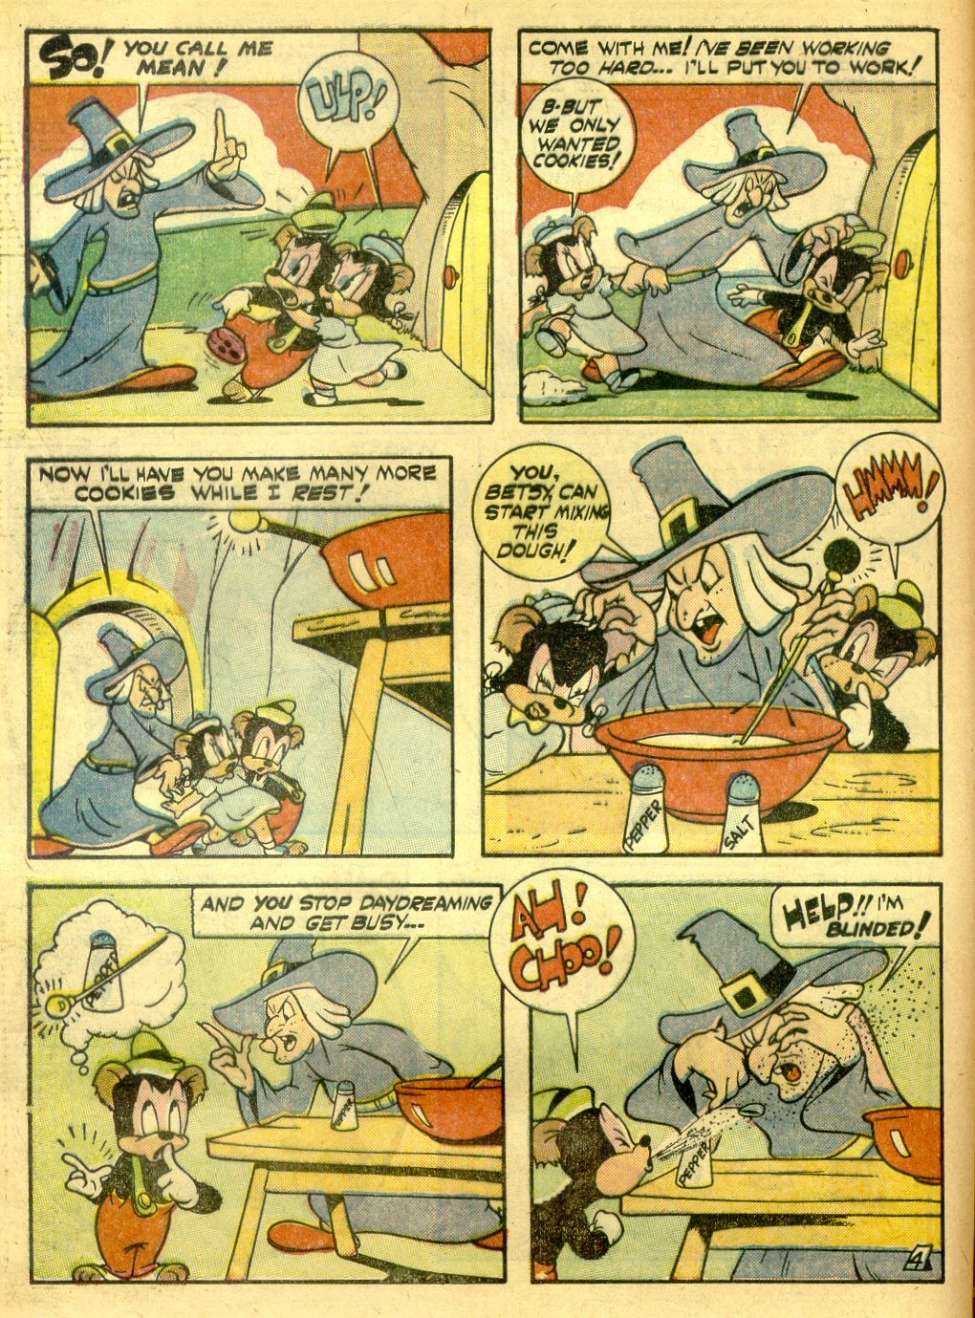 SO! YOU CALL ME
MEAN!
ULP!
COME WITH ME! I'VE BEEN WORKING
TOO HARD... I'LL PUT YOU TO WORK!
B-BUT
WE ONLY
WANTED
COOKIES!
NOW I'LL HAVE YOU MAKE MANY MORE
COOKIES WHILE I REST!
YOU,
BETSY, CAN
START MIXING
THIS
DOUGH!
HMMM!
PEPPER
SALT
PEPPER
AND YOU STOP DAYDREAMING
AND GET BUSY...
PEPPER
AH!
CHOO!
HELP!! I'M
BLINDED!
PEPPER
4